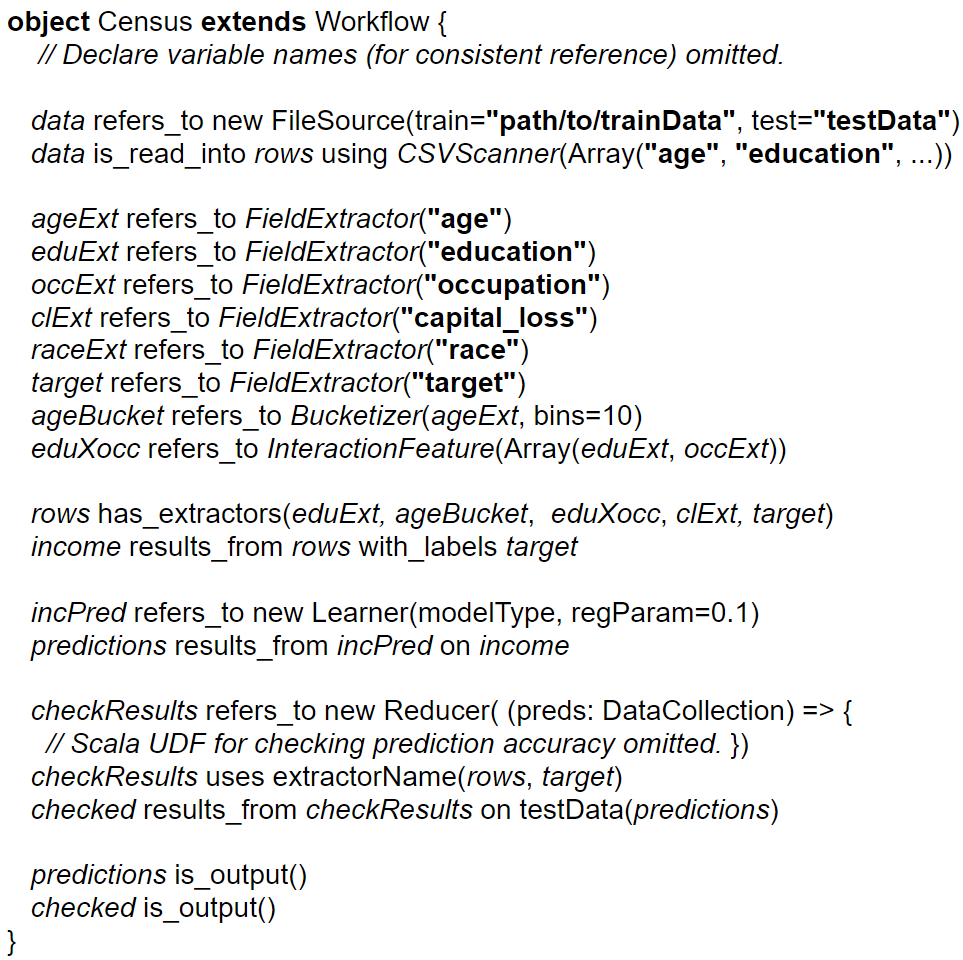 object Census extends Workflow {
// Declare variable names (for consistent reference) omitted.
data refers_to new FileSource(train="path/to/trainData", test="testData")
data is_read_into rows using CSVScanner(Array("age", "education", ...))
ageExt refers_to FieldExtractor("age")
eduExt refers_to FieldExtractor("education")
occExt refers_to FieldExtractor("occupation")
clExt refers_to FieldExtractor("capital_loss")
raceExt refers_to FieldExtractor("race")
target refers_to FieldExtractor("target")
ageBucket refers_to Bucketizer(ageExt, bins=10)
eduXocc refers_to InteractionFeature(Array(eduExt, occExt))
rows has_extractors(eduExt, ageBucket, eduXocc, clExt, target)
income results_from rows with_labels target
incPred refers_to new Learner(modelType, regParam=0.1)
predictions results_from incPred on income
checkResults refers_to new Reducer( (preds: DataCollection) => {
// Scala UDF for checking prediction accuracy omitted. })
checkResults uses extractorName(rows, target)
checked results_from checkResults on testData(predictions)
predictions is_output()
checked is_output()
}